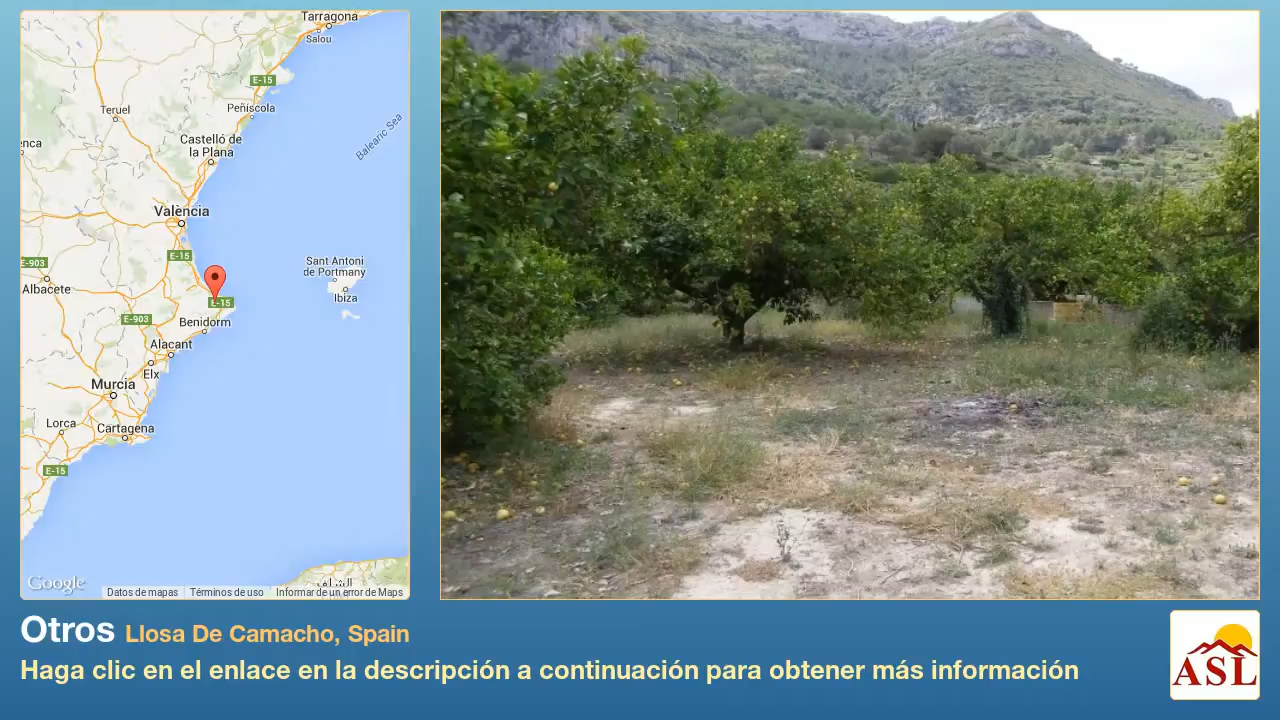 Tarragona
Salou
E-15
Teruel
Peñíscola
Balearic Sea
enca
Castelló de
la Plana
València
E-15
Sant Antoni
de Portmany
Ibiza
E-903
Albacete
E-15
E-903
Benidorm
Alacant
Elx
Murcia
Lorca
Cartagena
E-15
Google
Datos de mapas
Términos de uso
Informar de un error de Maps
Otros Llosa De Camacho, Spain
Haga clic en el enlace en la descripción a continuación para obtener más información
ASL